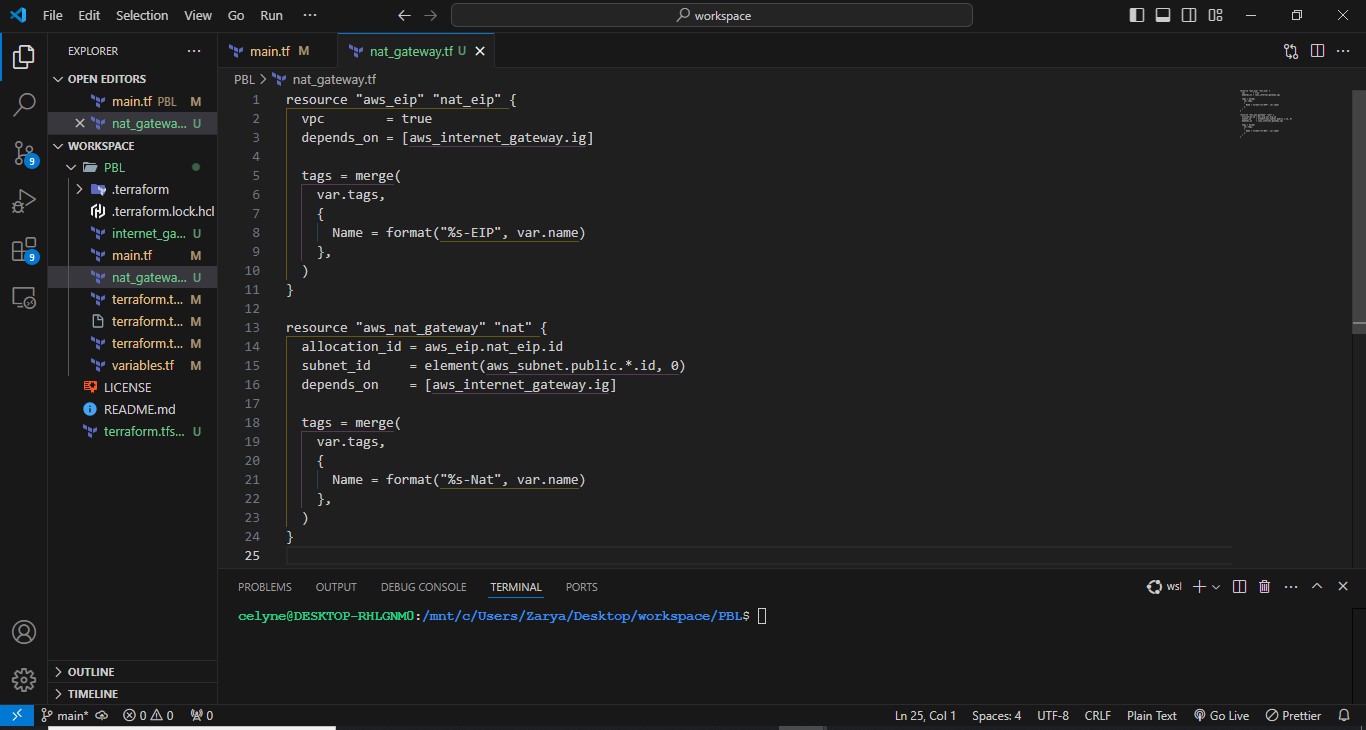 File Edit Selection View Go Run ··· workspace
EXPLORER ···
OPEN EDITORS
main.tf PBL M
nat_gatewa... U
WORKSPACE
PBL
.terraform
.terraform.lock.hcl
internet_ga... U
main.tf M
nat_gatewa... U
terraform.t... M
terraform.t... M
terraform.t... M
variables.tf M
LICENSE
README.md
terraform.tfs... U
OUTLINE
TIMELINE
9
9
main.tf M nat_gateway.tf U
PBL > nat_gateway.tf
1 resource "aws_eip" "nat_eip" {
2 vpc = true
3 depends_on = [aws_internet_gateway.ig]
4
5 tags = merge(
6 var.tags,
7 {
8 Name = format("%s-EIP", var.name)
9 },
10 )
11 }
12
13 resource "aws_nat_gateway" "nat" {
14 allocation_id = aws_eip.nat_eip.id
15 subnet_id = element(aws_subnet.public.*.id, 0)
16 depends_on = [aws_internet_gateway.ig]
17
18 tags = merge(
19 var.tags,
20 {
21 Name = format("%s-Nat", var.name)
22 },
23 )
24 }
25
PROBLEMS OUTPUT DEBUG CONSOLE TERMINAL PORTS wsl
celyne@DESKTOP-RHLGNM0:/mnt/c/Users/Zarya/Desktop/workspace/PBL$
main* 0 0 0 Ln 25, Col 1 Spaces: 4 UTF-8 CRLF Plain Text Go Live Prettier